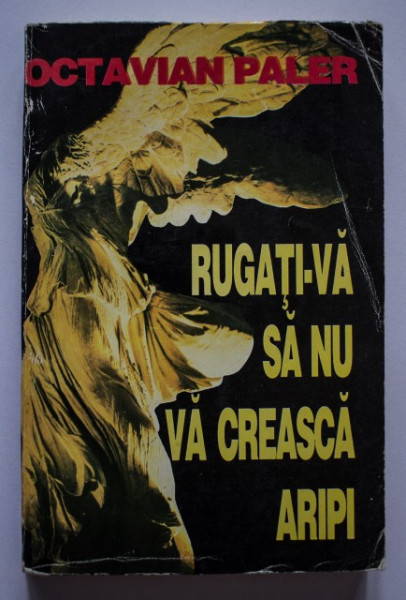 OCTAVIAN PALER
RUGAȚI-VĂ
SĂ NU
VĂ CREASCĂ
ARIPI